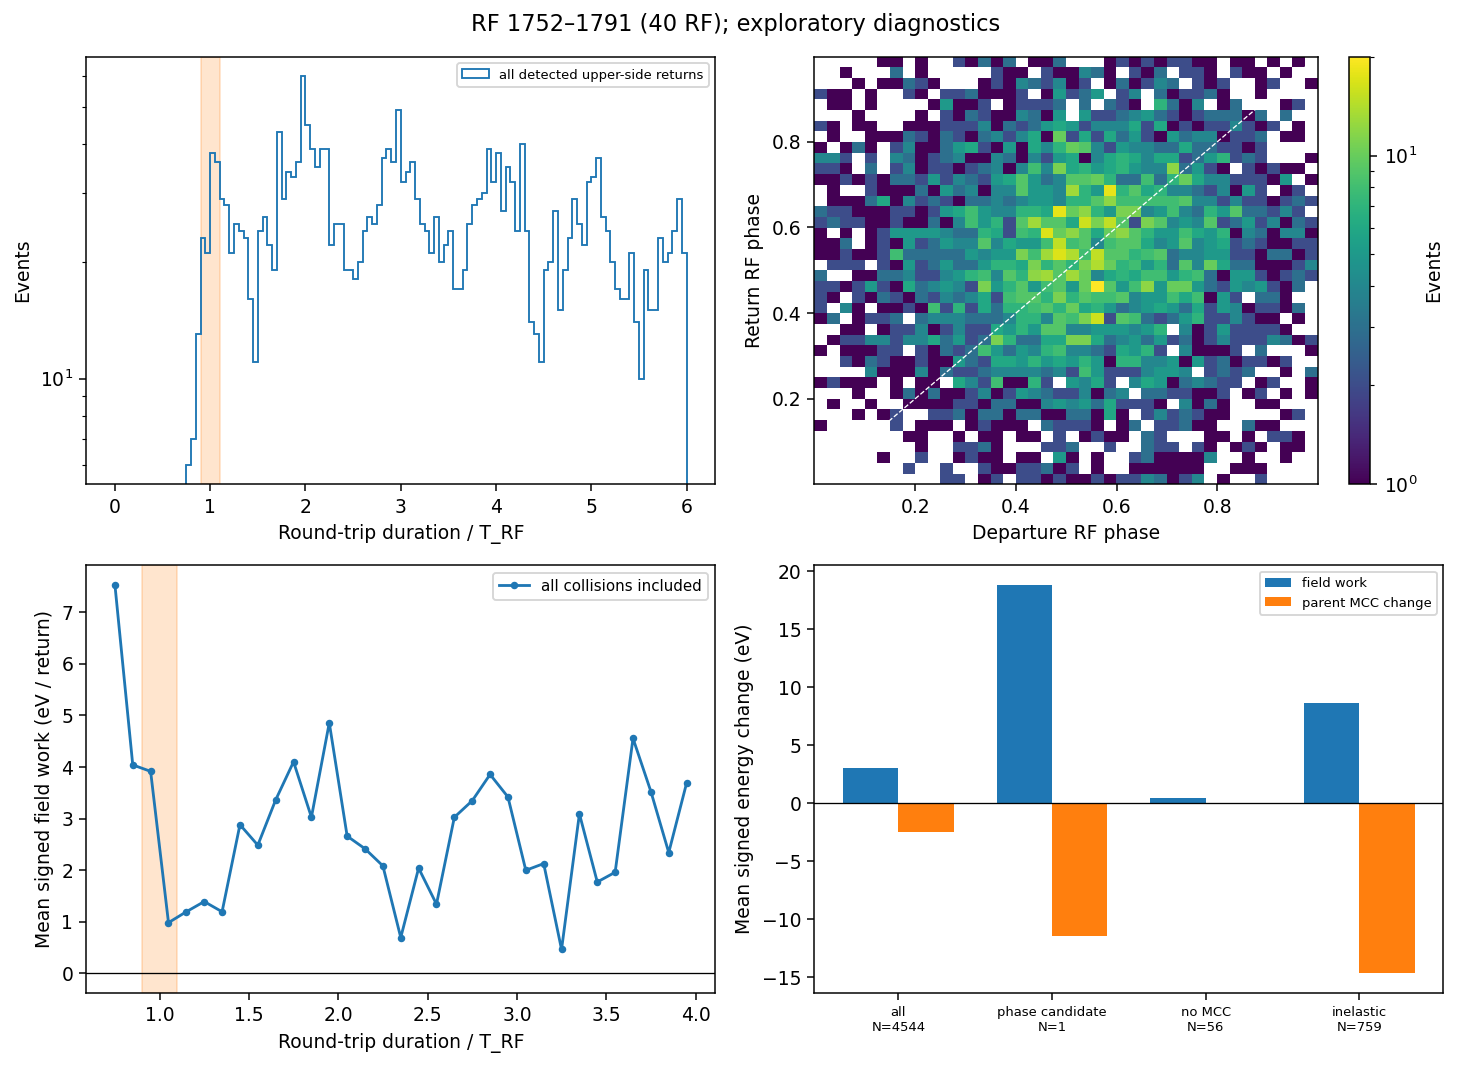 RF 1752–1791 (40 RF); exploratory diagnostics
all detected upper-side returns
Events
10¹
0 1 2 3 4 5 6
Round-trip duration / T_RF
Return RF phase
0.8
0.6
0.4
0.2
0.2 0.4 0.6 0.8
Departure RF phase
10¹
10⁰
Events
all collisions included
Mean signed field work (eV / return)
7
6
5
4
3
2
1
0
1.0 1.5 2.0 2.5 3.0 3.5 4.0
Round-trip duration / T_RF
field work
parent MCC change
Mean signed energy change (eV)
20
15
10
5
0
−5
−10
−15
all
N=4544
phase candidate
N=1
no MCC
N=56
inelastic
N=759